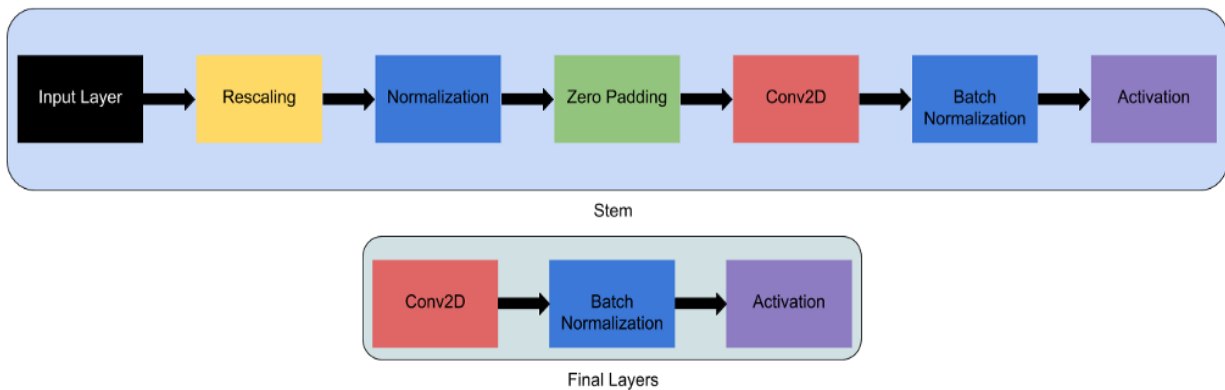 Input Layer
Rescaling
Normalization
Zero Padding
Conv2D
Batch
Normalization
Activation
Stem
Conv2D
Batch
Normalization
Activation
Final Layers